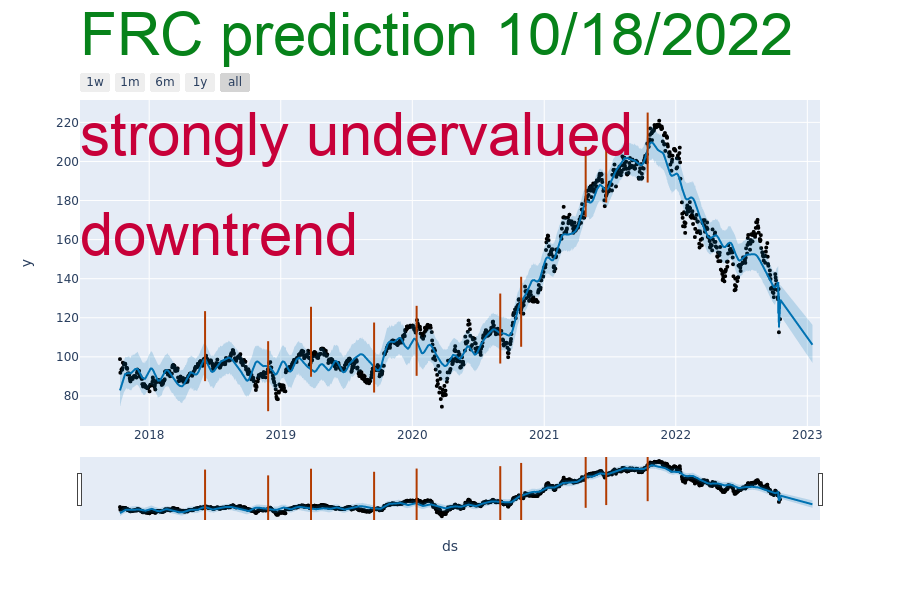 FRC prediction 10/18/2022
1w 1m 6m 1y all
strongly undervalued
downtrend
220
200
180
160
140
120
100
80
y
2018 2019 2020 2021 2022 2023
ds